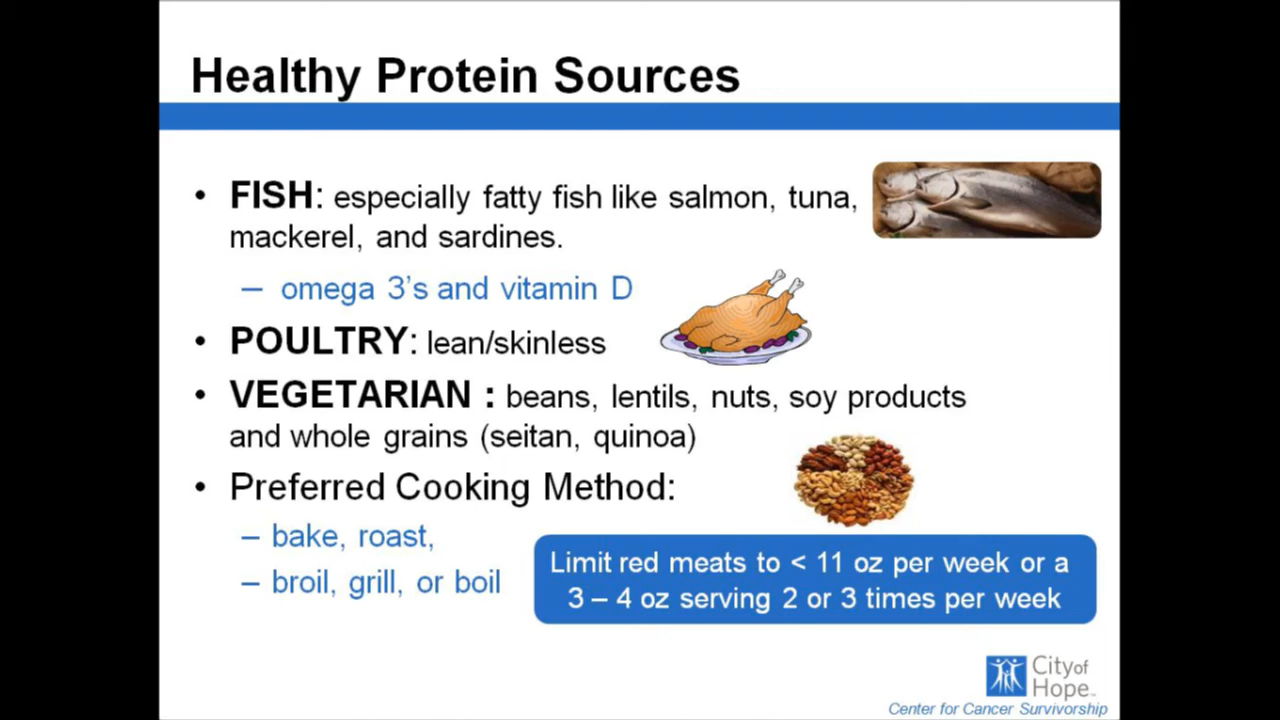 Healthy Protein Sources
• FISH: especially fatty fish like salmon, tuna,
mackerel, and sardines.
– omega 3’s and vitamin D
• POULTRY: lean/skinless
• VEGETARIAN : beans, lentils, nuts, soy products
and whole grains (seitan, quinoa)
• Preferred Cooking Method:
– bake, roast,
– broil, grill, or boil
Limit red meats to < 11 oz per week or a
3 – 4 oz serving 2 or 3 times per week
City of
Hope™
Center for Cancer Survivorship